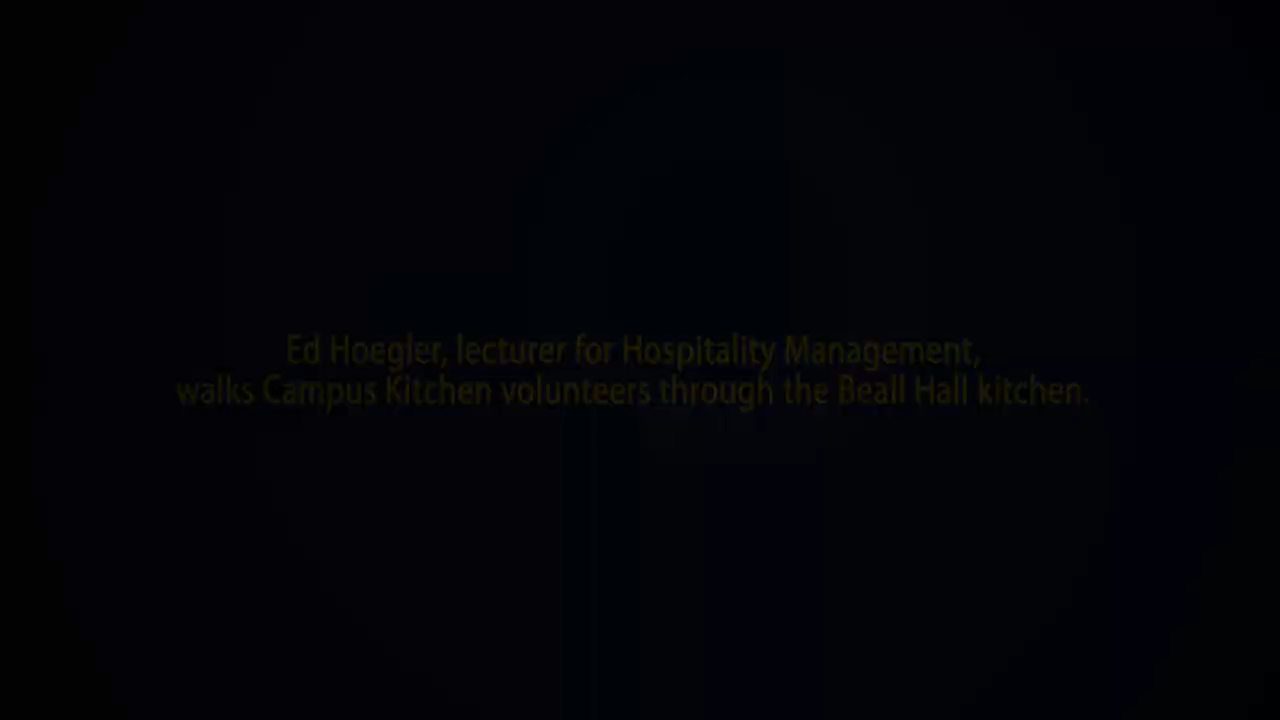 Ed Hoegler, lecturer for Hospitality Management,
walks Campus Kitchen volunteers through the Beall Hall kitchen.